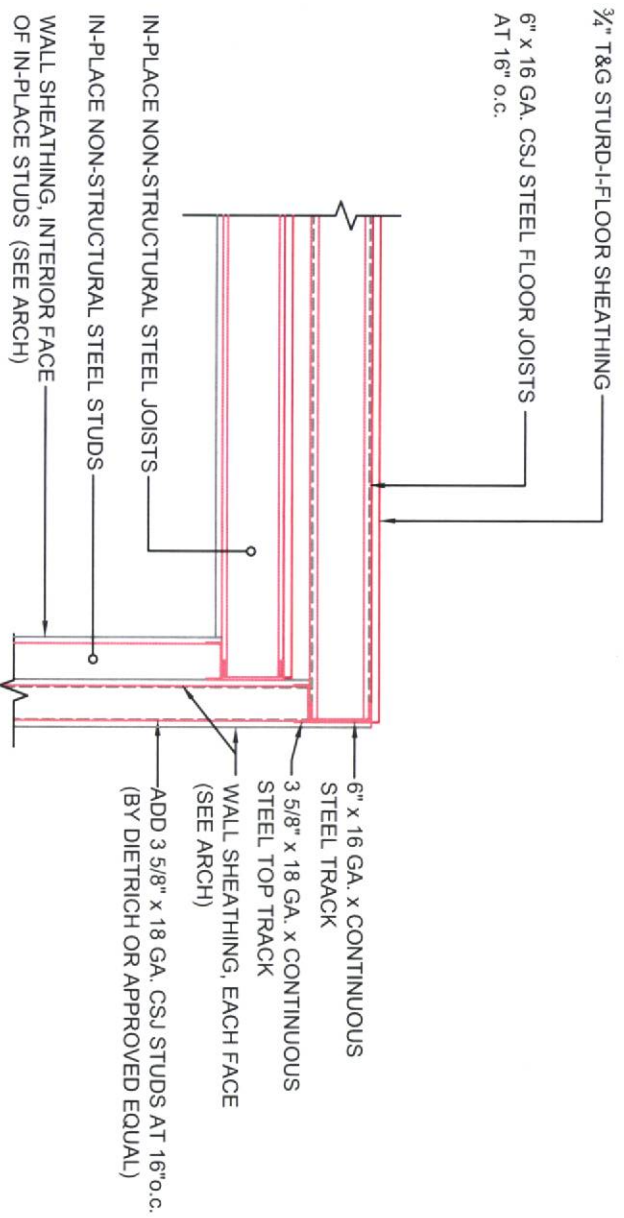 ¾" T&G STURD-I-FLOOR SHEATHING
6" x 16 GA. CSJ STEEL FLOOR JOISTS
AT 16" o.c.
IN-PLACE NON-STRUCTURAL STEEL JOISTS
IN-PLACE NON-STRUCTURAL STEEL STUDS
WALL SHEATHING, INTERIOR FACE
OF IN-PLACE STUDS (SEE ARCH)
6" x 16 GA. x CONTINUOUS
STEEL TRACK
3 5/8" x 18 GA. x CONTINUOUS
STEEL TOP TRACK
WALL SHEATHING, EACH FACE
(SEE ARCH)
ADD 3 5/8" x 18 GA. CSJ STUDS AT 16"o.c.
(BY DIETRICH OR APPROVED EQUAL)